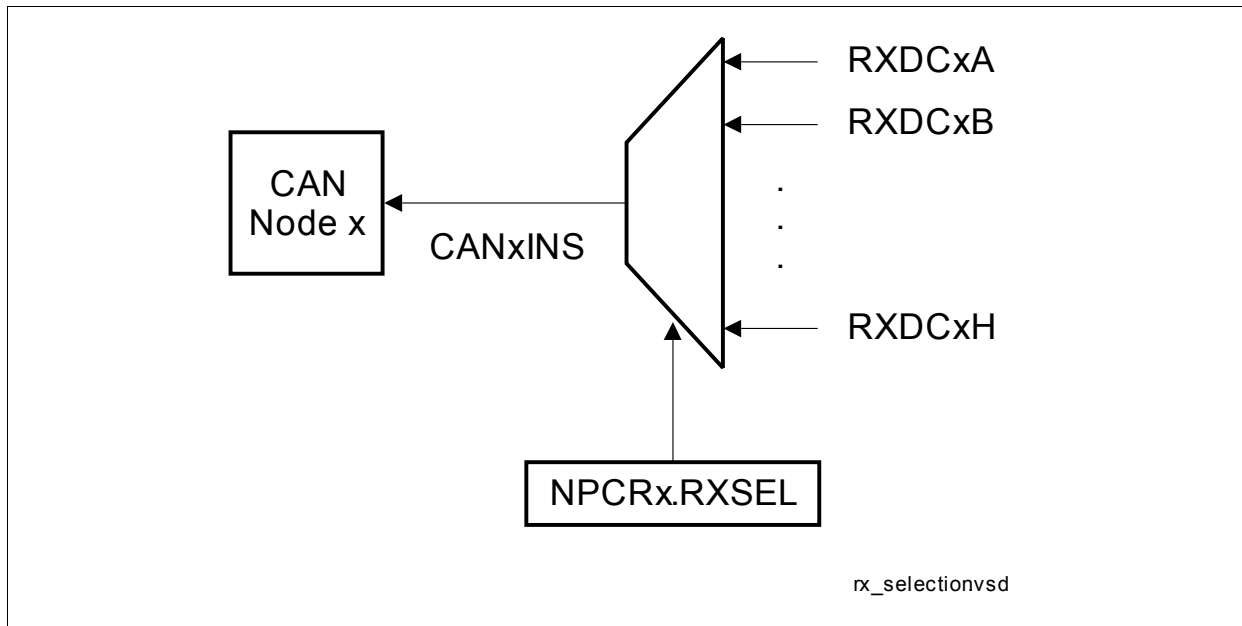 RXDCxA
RXDCxB
CAN
Node x
CANxINS
.
.
.
RXDCxH
NPCRx.RXSEL
rx_selectionvsd